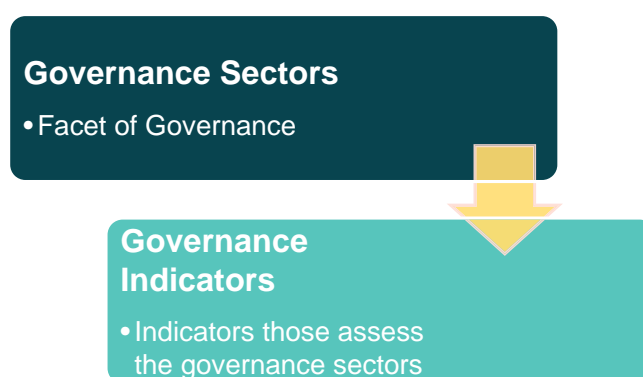 Governance Sectors
•Facet of Governance
Governance
Indicators
•Indicators those assess
the governance sectors